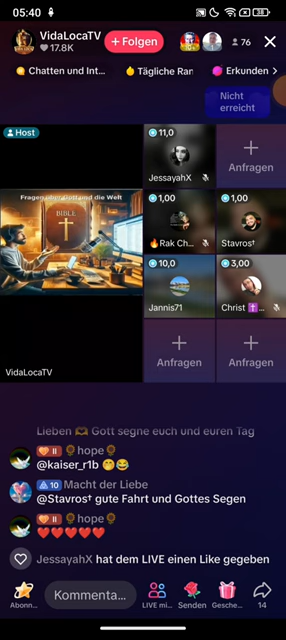 05:40
38
VidaLocaTV
17.8K
+ Folgen
76
Chatten und Int...
Tägliche Ran
Erkunden >
Nicht
erreicht
Host
11,0
JessayahX
Anfragen
Fragen über Gott und die Welt
BIBLE
1,00
🔥Rak Ch...
1,00
Stavros†
10,0
Jannis71
3,00
Christ ✝️...
Anfragen
Anfragen
VidaLocaTV
Lieben 🫶 Gott segne euch und euren Tag
II 🌻hope🌻
@kaiser_r1b 🤭😂
10 Macht der Liebe
@Stavros† gute Fahrt und Gottes Segen
II 🌻hope🌻
❤️❤️❤️❤️❤️
JessayahX hat dem LIVE einen Like gegeben
Kommenta...
Abonn...
LIVE mi...
Senden
Gesche...
14